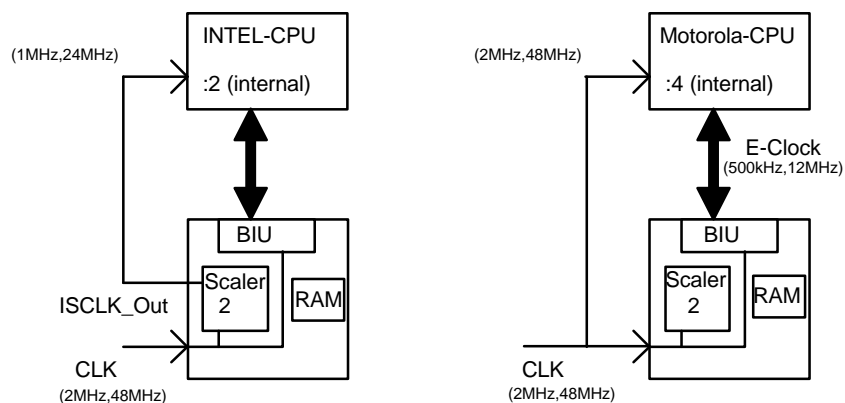 INTEL-CPU
(1MHz,24MHz)
:2 (internal)
BIU
Scaler
2
RAM
ISCLK_Out
CLK
(2MHz,48MHz)
Motorola-CPU
(2MHz,48MHz)
:4 (internal)
E-Clock
(500kHz,12MHz)
BIU
Scaler
2
RAM
CLK
(2MHz,48MHz)